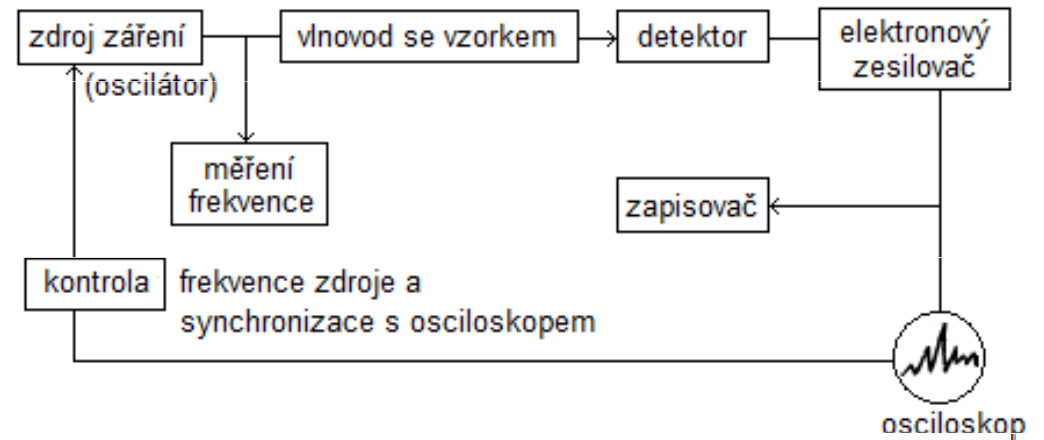 zdroj záření
(oscilátor)
vlnovod se vzorkem
detektor
elektronový
zesilovač
měření
frekvence
zapisovač
kontrola
frekvence zdroje a
synchronizace s osciloskopem
osciloskop